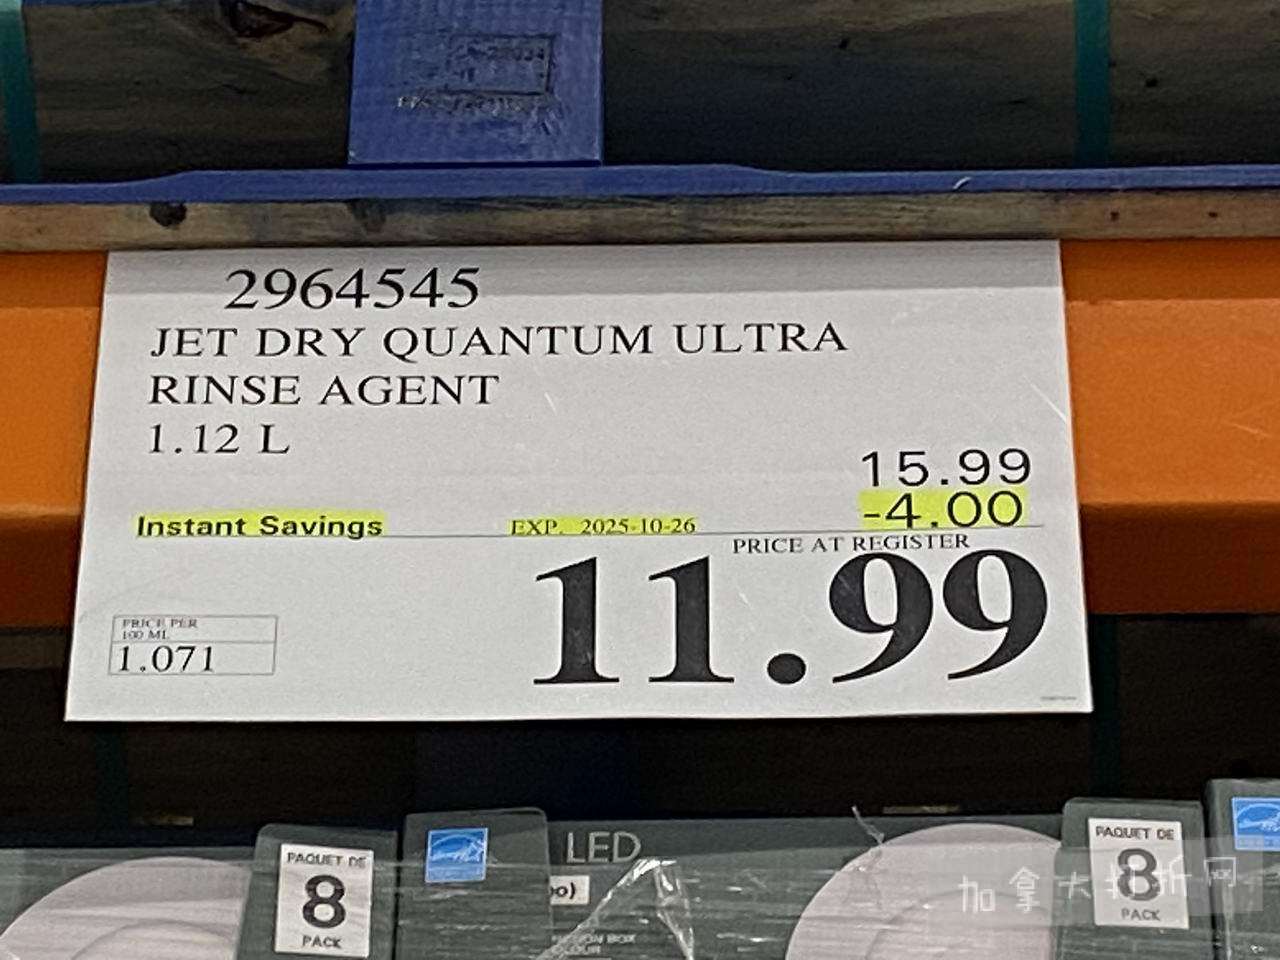 2964545
JET DRY QUANTUM ULTRA
RINSE AGENT
1.12 L
15.99
Instant Savings EXP. 2025-10-26 -4.00
PRICE AT REGISTER
11.99
PRICE PER
100 ML
1.071
LED
PAQUET DE
8
PACK
PAQUET DE
8
PACK
加拿大打折网